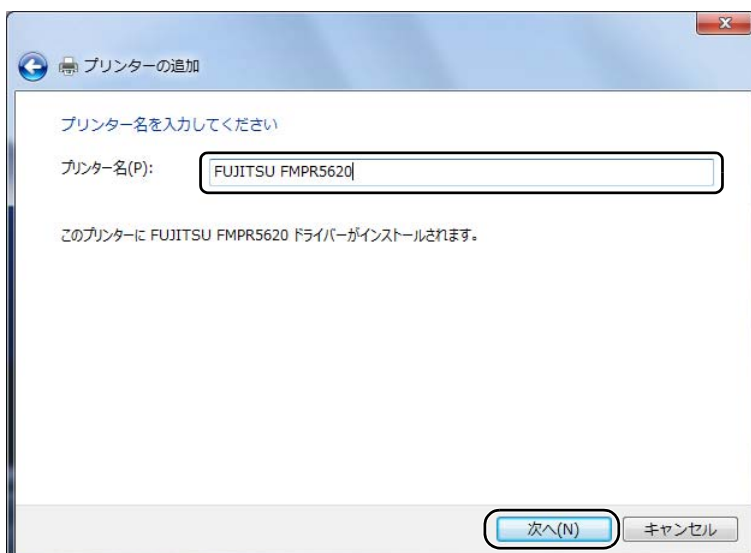 プリンターの追加
プリンター名を入力してください
プリンター名(P): FUJITSU FMPR5620
このプリンターに FUJITSU FMPR5620 ドライバーがインストールされます。
次へ(N) キャンセル